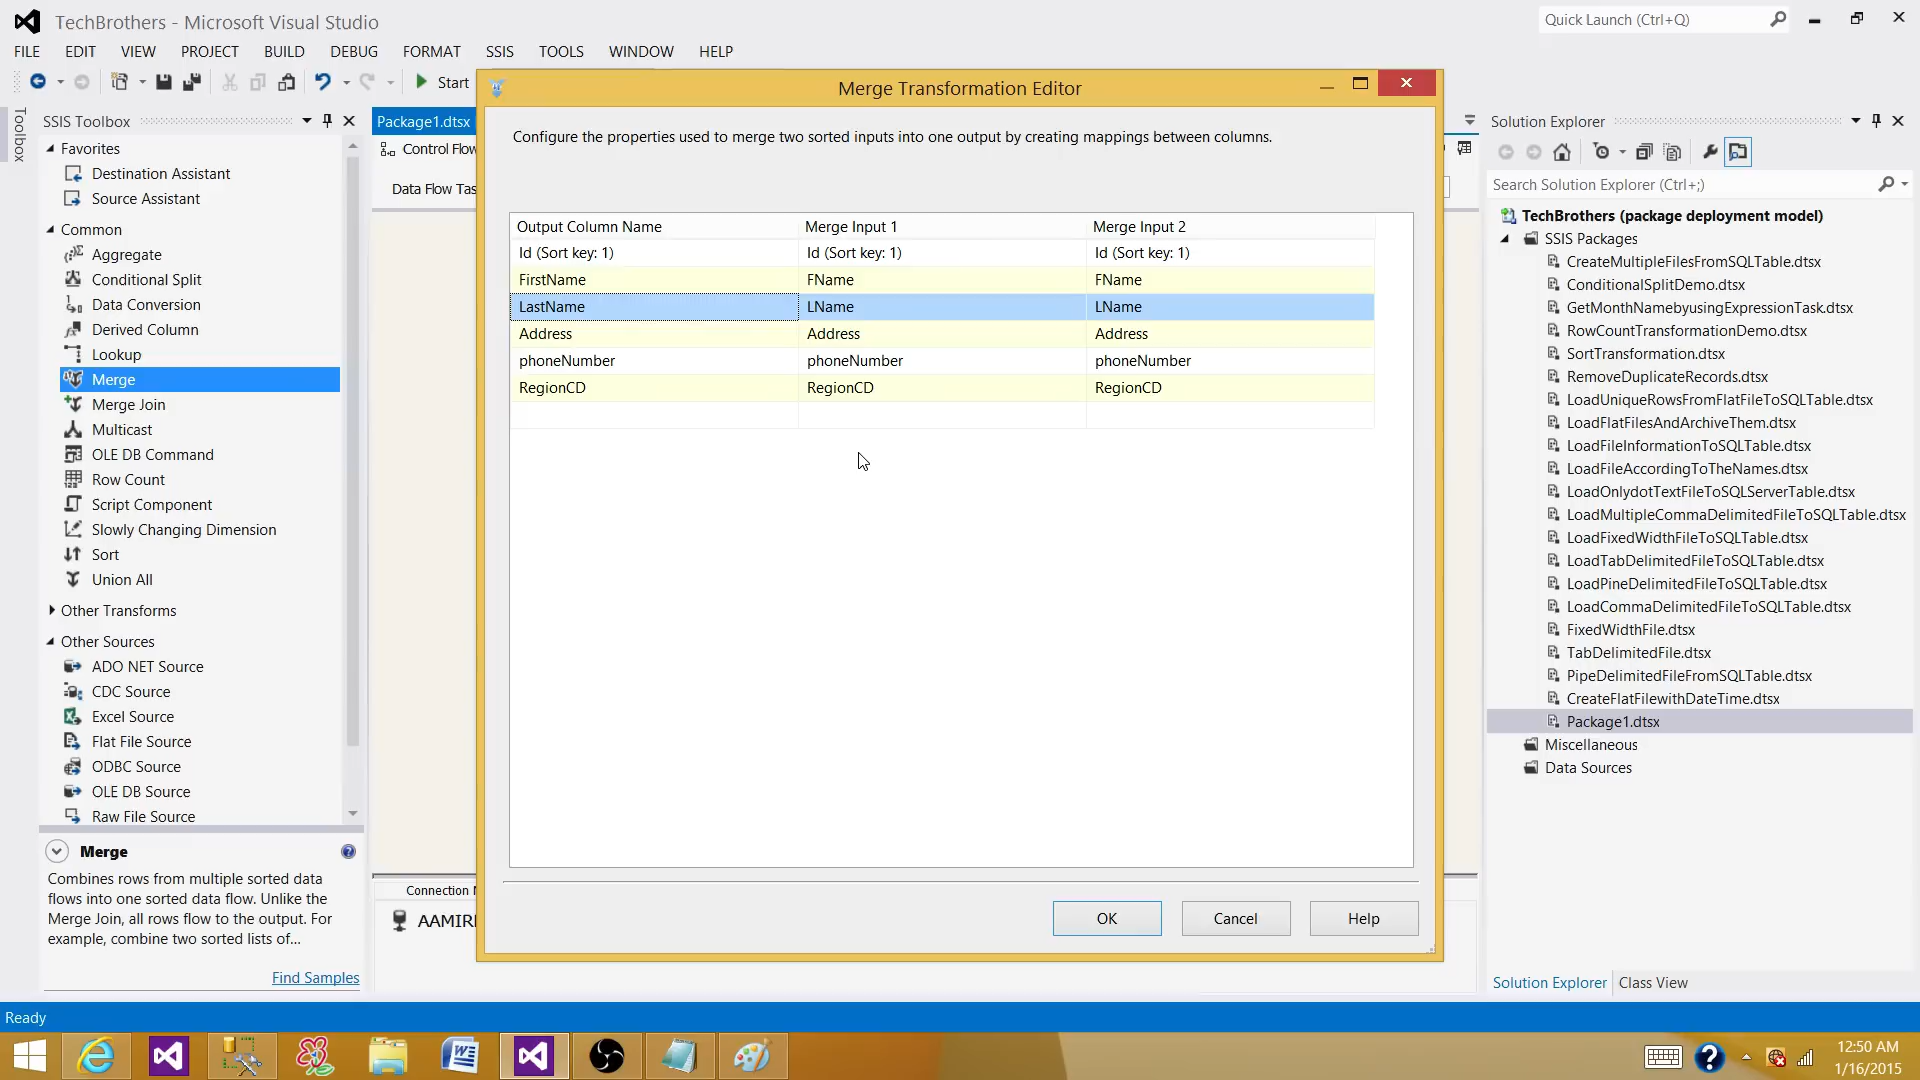 TechBrothers - Microsoft Visual Studio
Quick Launch (Ctrl+Q)
FILE EDIT VIEW PROJECT BUILD DEBUG FORMAT SSIS TOOLS WINDOW HELP
Start
Toolbox
SSIS Toolbox
Favorites
Destination Assistant
Source Assistant
Common
Aggregate
Conditional Split
Data Conversion
Derived Column
Lookup
Merge
Merge Join
Multicast
OLE DB Command
Row Count
Script Component
Slowly Changing Dimension
Sort
Union All
Other Transforms
Other Sources
ADO NET Source
CDC Source
Excel Source
Flat File Source
ODBC Source
OLE DB Source
Raw File Source
Merge
Combines rows from multiple sorted data
flows into one sorted data flow. Unlike the
Merge Join, all rows flow to the output. For
example, combine two sorted lists of...
Find Samples
Package1.dtsx
Control Flow
Data Flow Tas
Connection
AAMIR
Merge Transformation Editor
Configure the properties used to merge two sorted inputs into one output by creating mappings between columns.
Output Column Name Merge Input 1 Merge Input 2
Id (Sort key: 1) Id (Sort key: 1) Id (Sort key: 1)
FirstName FName FName
LastName LName LName
Address Address Address
phoneNumber phoneNumber phoneNumber
RegionCD RegionCD RegionCD
OK Cancel Help
Solution Explorer
Search Solution Explorer (Ctrl+;)
TechBrothers (package deployment model)
SSIS Packages
CreateMultipleFilesFromSQLTable.dtsx
ConditionalSplitDemo.dtsx
GetMonthNamebyusingExpressionTask.dtsx
RowCountTransformationDemo.dtsx
SortTransformation.dtsx
RemoveDuplicateRecords.dtsx
LoadUniqueRowsFromFlatFileToSQLTable.dtsx
LoadFlatFilesAndArchiveThem.dtsx
LoadFileInformationToSQLTable.dtsx
LoadFileAccordingToTheNames.dtsx
LoadOnlydotTextFileToSQLServerTable.dtsx
LoadMultipleCommaDelimitedFileToSQLTable.dtsx
LoadFixedWidthFileToSQLTable.dtsx
LoadTabDelimitedFileToSQLTable.dtsx
LoadPineDelimitedFileToSQLTable.dtsx
LoadCommaDelimitedFileToSQLTable.dtsx
FixedWidthFile.dtsx
TabDelimitedFile.dtsx
PipeDelimitedFileFromSQLTable.dtsx
CreateFlatFilewithDateTime.dtsx
Package1.dtsx
Miscellaneous
Data Sources
Solution Explorer Class View
Ready
12:50 AM
1/16/2015